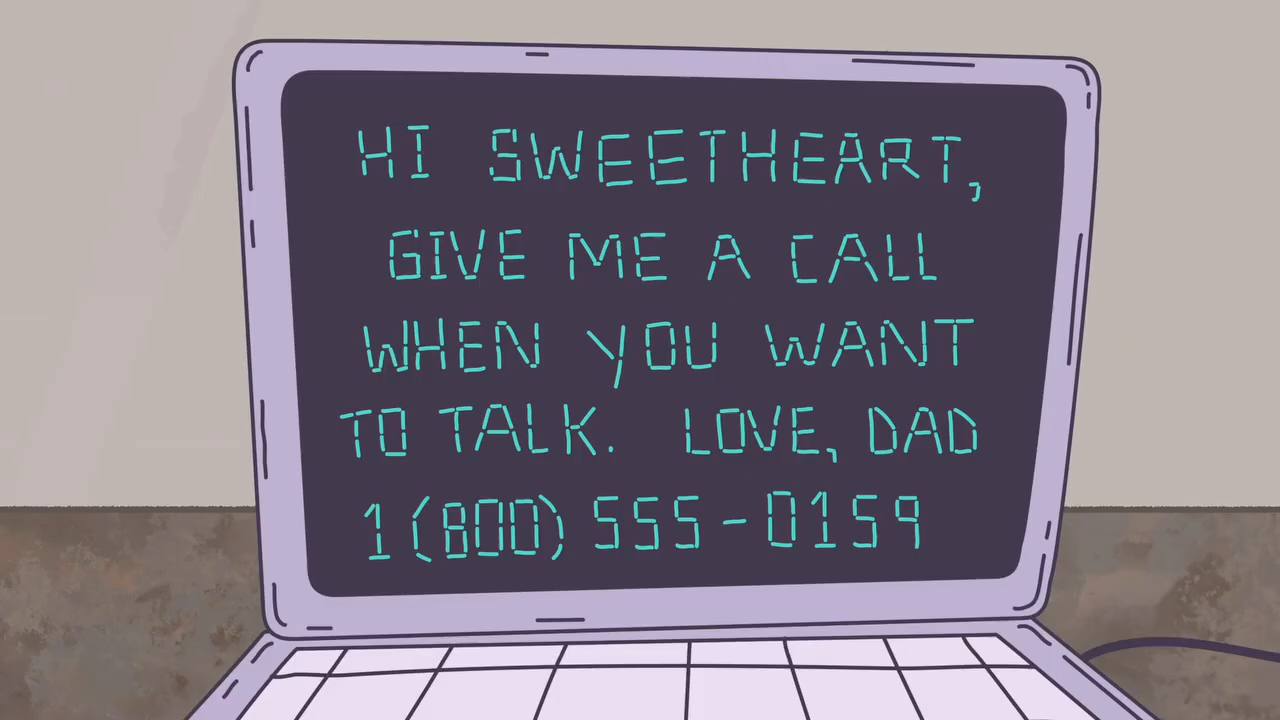 HI SWEETHEART,
GIVE ME A CALL
WHEN YOU WANT
TO TALK. LOVE, DAD
1(800)555-0159